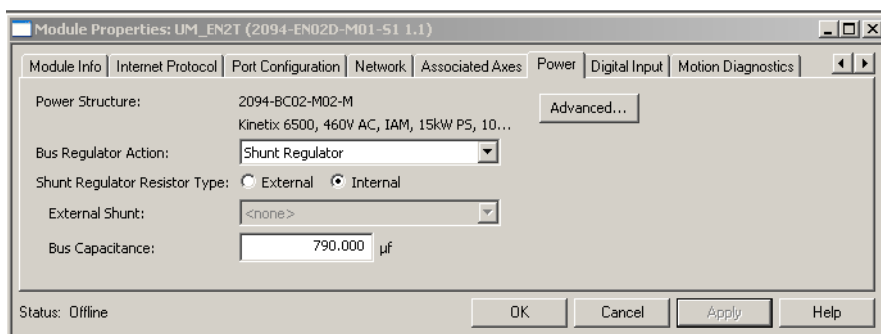 Module Properties: UM_EN2T (2094-EN02D-M01-S1 1.1)
Module Info Internet Protocol Port Configuration Network Associated Axes Power Digital Input Motion Diagnostics
Power Structure: 2094-BC02-M02-M Advanced...
Kinetix 6500, 460V AC, IAM, 15kW PS, 10...
Bus Regulator Action: Shunt Regulator
Shunt Regulator Resistor Type: External Internal
External Shunt: <none>
Bus Capacitance: 790.000 µf
Status: Offline OK Cancel Apply Help